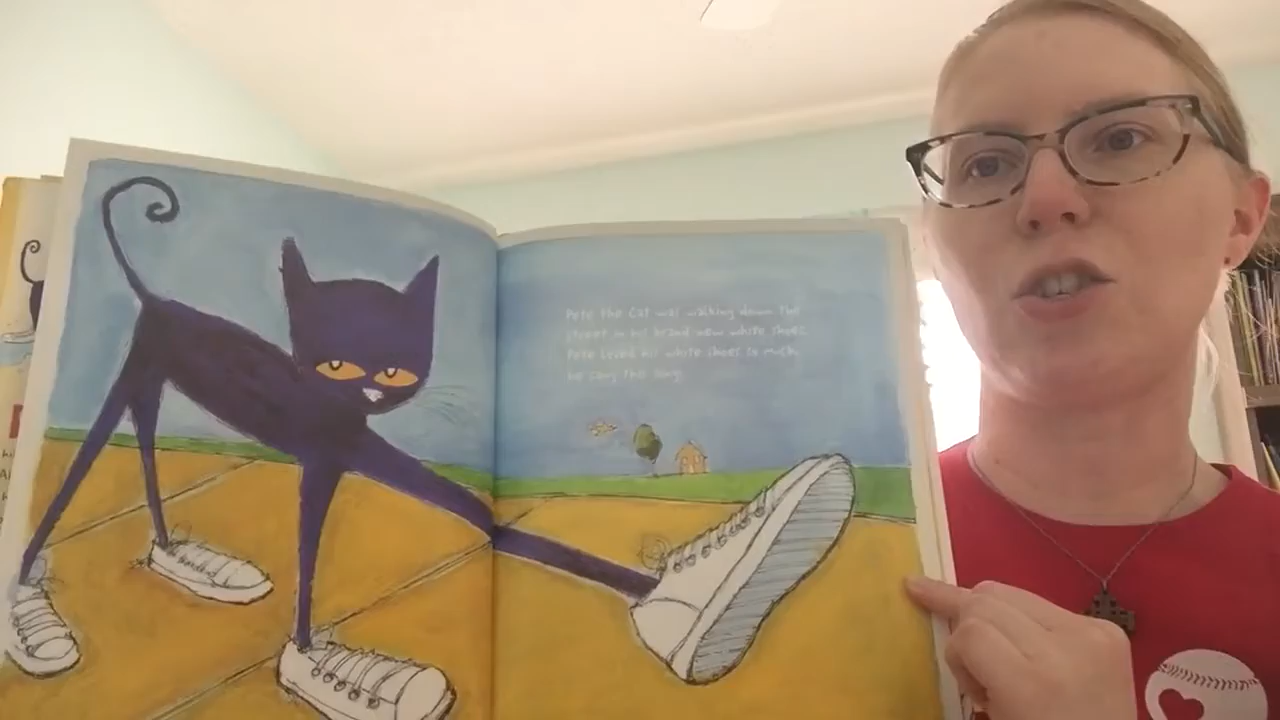 Pete the Cat was walking down the
street in his brand new white shoes.
Pete loved his white shoes so much,
he sang this song: